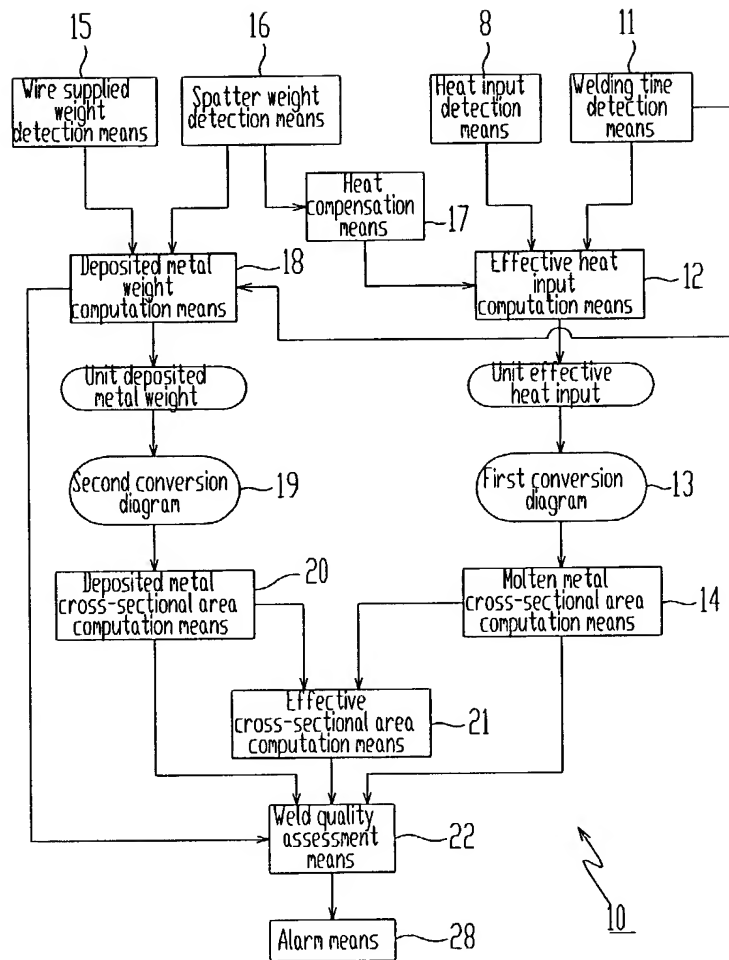 15
16
8
11
Wire supplied
weight
detection means
Spatter weight
detection means
Heat input
detection
means
Welding time
detection
means
Heat
compensation
means
17
18
Deposited metal
weight
computation means
Effective heat
input
computation means
12
Unit deposited
metal weight
Unit effective
heat input
Second conversion
diagram
19
First conversion
diagram
13
Deposited metal
cross-sectional area
computation means
20
Molten metal
cross-sectional area
computation means
14
Effective
cross-sectional area
computation means
21
Weld quality
assessment
means
22
Alarm means
28
10